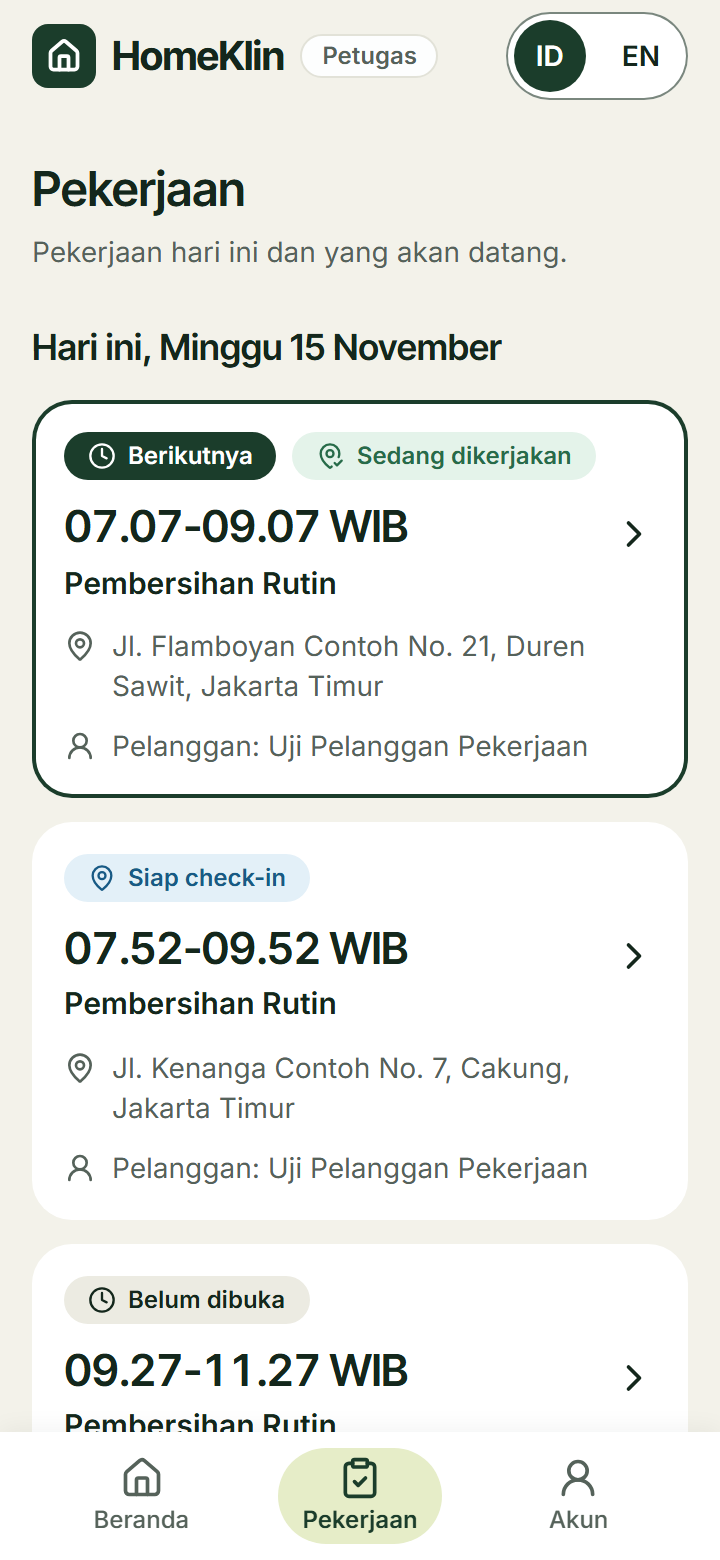 HomeKlin Petugas ID EN
Pekerjaan
Pekerjaan hari ini dan yang akan datang.
Hari ini, Minggu 15 November
Berikutnya Sedang dikerjakan
07.07-09.07 WIB
Pembersihan Rutin
Jl. Flamboyan Contoh No. 21, Duren
Sawit, Jakarta Timur
Pelanggan: Uji Pelanggan Pekerjaan
Siap check-in
07.52-09.52 WIB
Pembersihan Rutin
Jl. Kenanga Contoh No. 7, Cakung,
Jakarta Timur
Pelanggan: Uji Pelanggan Pekerjaan
Belum dibuka
09.27-11.27 WIB
Pembersihan Rutin
Beranda Pekerjaan Akun